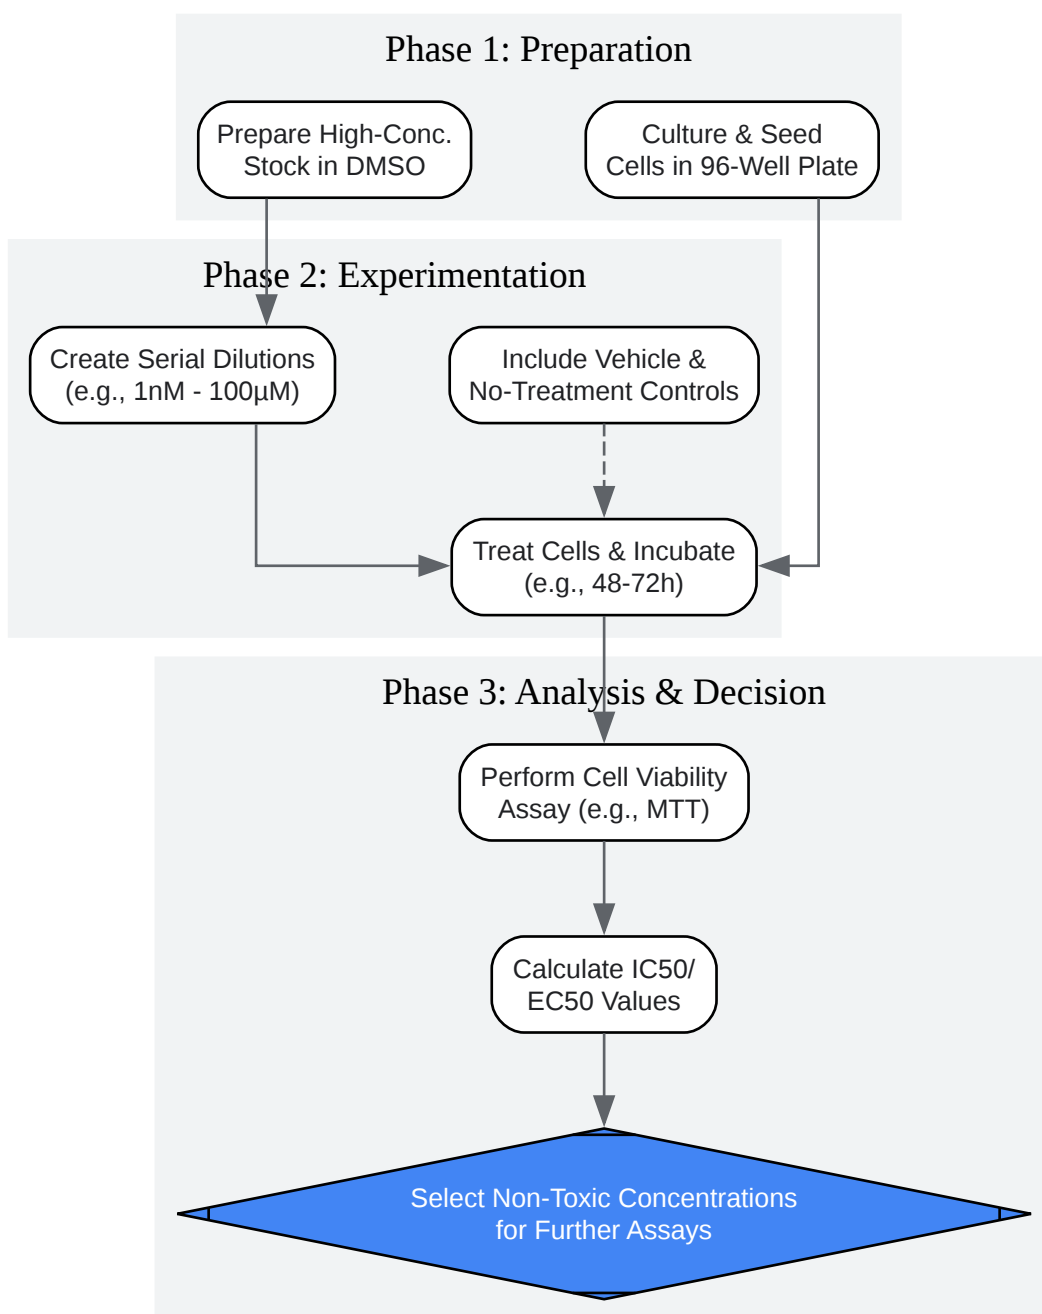 Phase 1: Preparation
Prepare High-Conc.
Stock in DMSO
Culture & Seed
Cells in 96-Well Plate
Phase 2: Experimentation
Create Serial Dilutions
(e.g., 1nM - 100µM)
Include Vehicle &
No-Treatment Controls
Treat Cells & Incubate
(e.g., 48-72h)
Phase 3: Analysis & Decision
Perform Cell Viability
Assay (e.g., MTT)
Calculate IC50/
EC50 Values
Select Non-Toxic Concentrations
for Further Assays